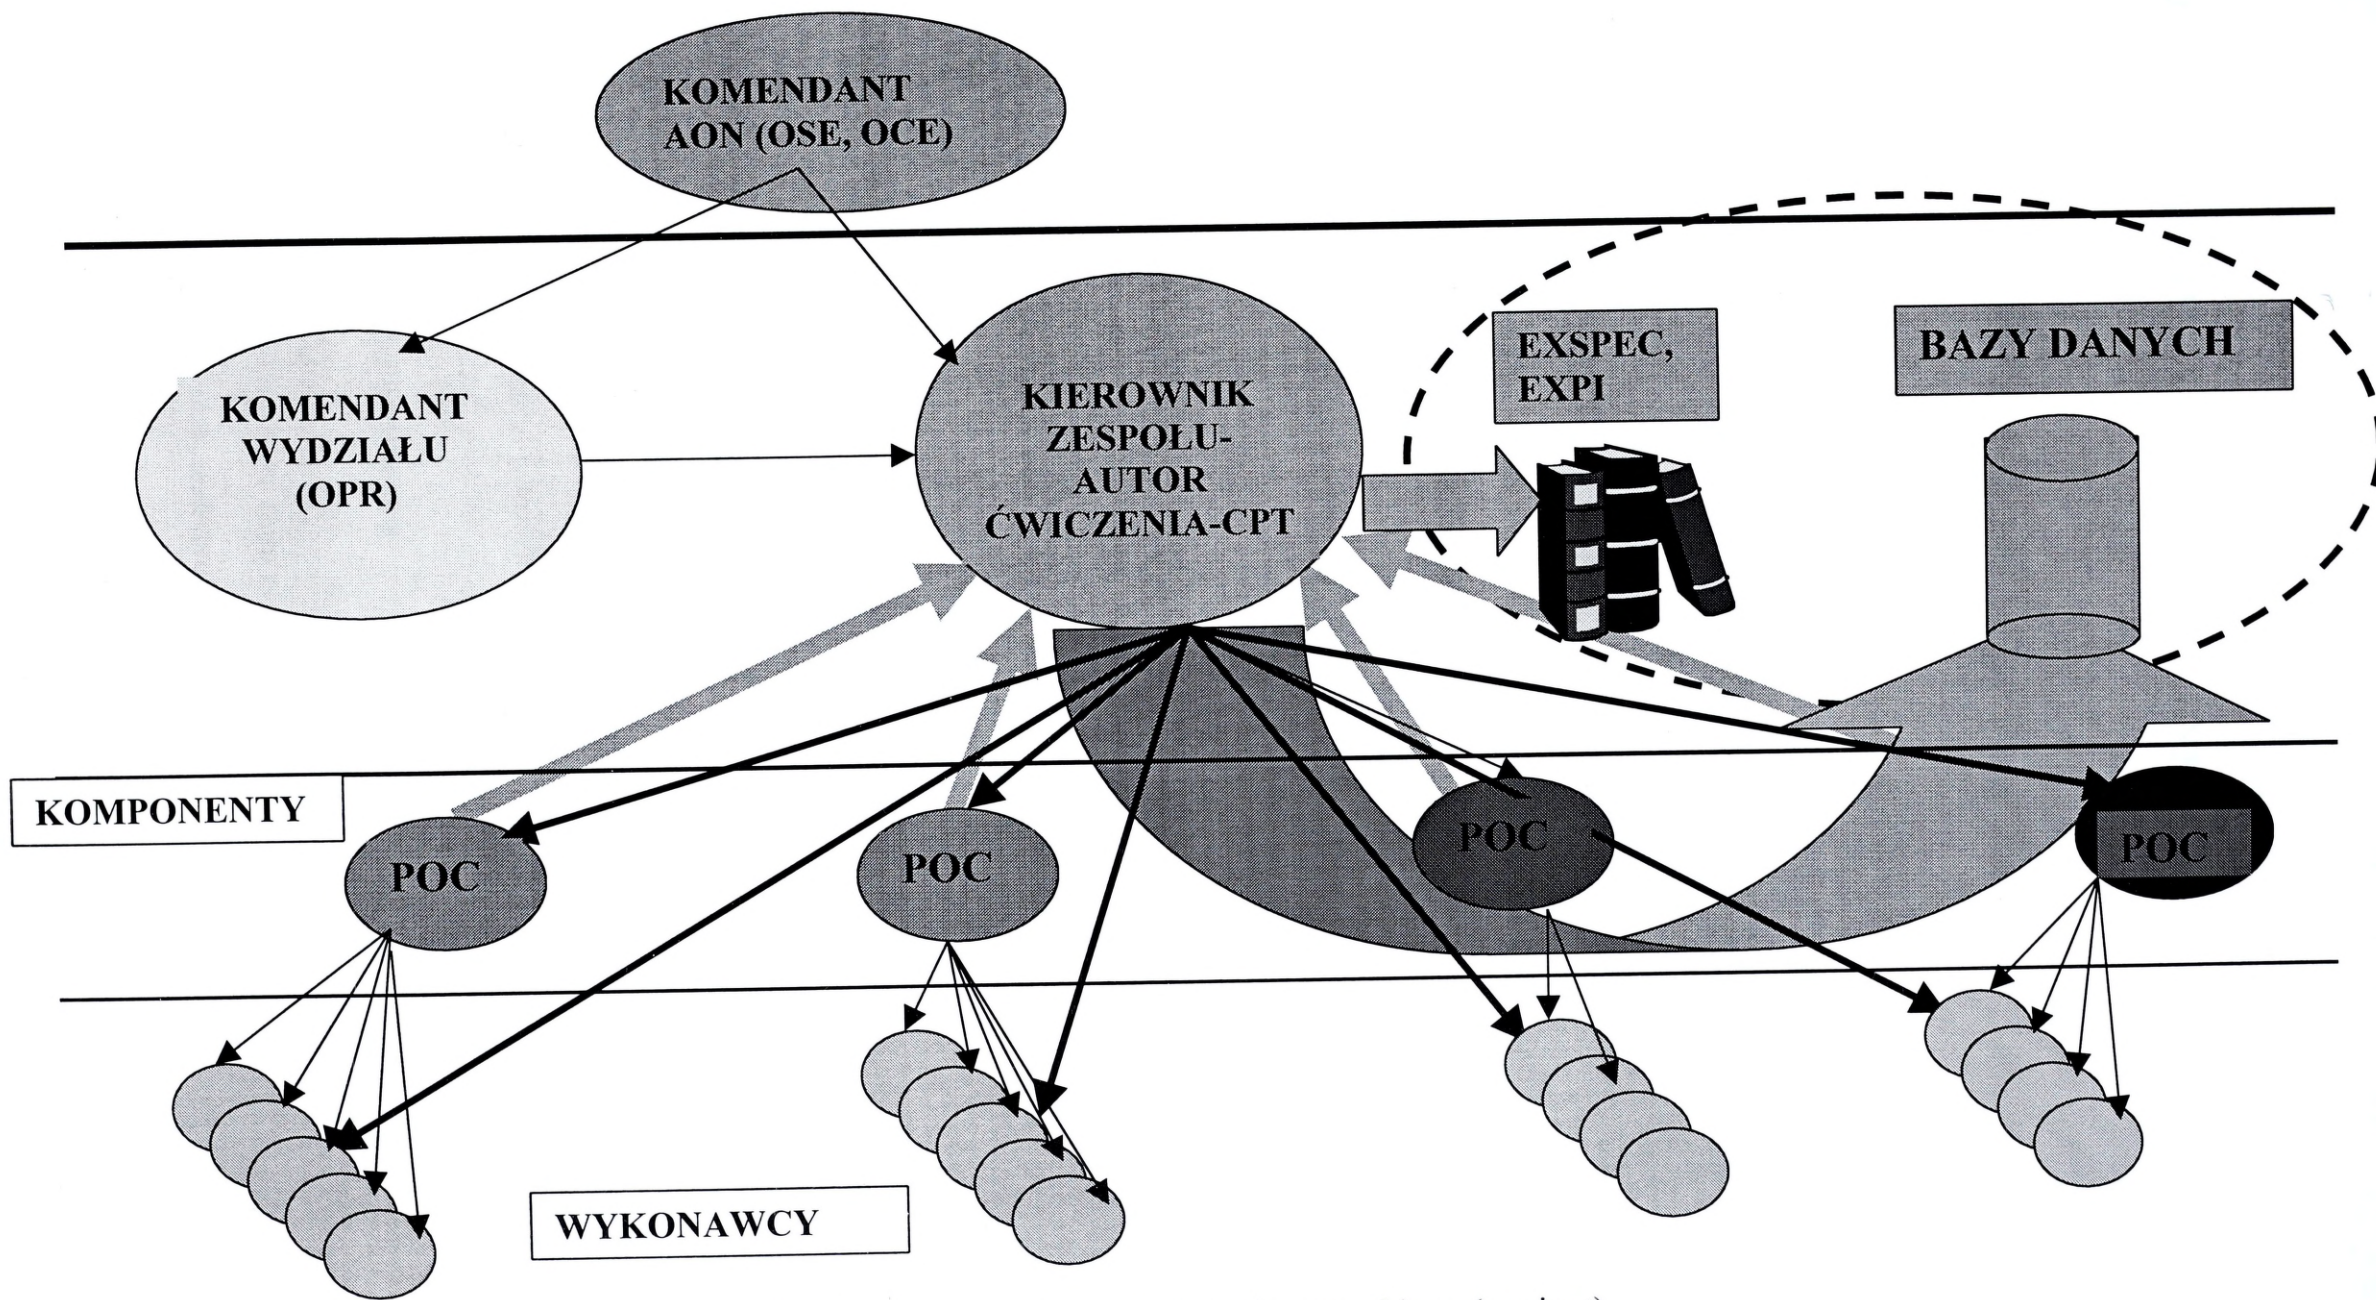 KOMENDANT
AON (OSE, OCE)
KOMENDANT
WYDZIAŁU
(OPR)
KIEROWNIK
ZESPOŁU-
AUTOR
ĆWICZENIA-CPT
EXSPEC,
EXPI
BAZY DANYCH
KOMPONENTY
POC
POC
POC
POC
WYKONAWCY